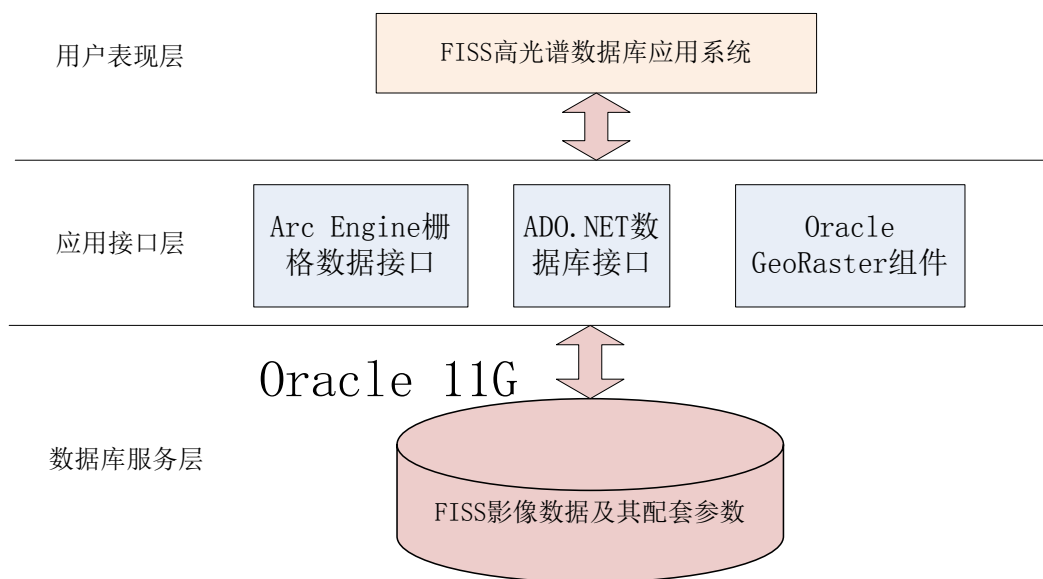 用户表现层
FISS高光谱数据库应用系统
应用接口层
Arc Engine栅
格数据接口
ADO.NET数
据库接口
Oracle
GeoRaster组件
Oracle 11G
数据库服务层
FISS影像数据及其配套参数